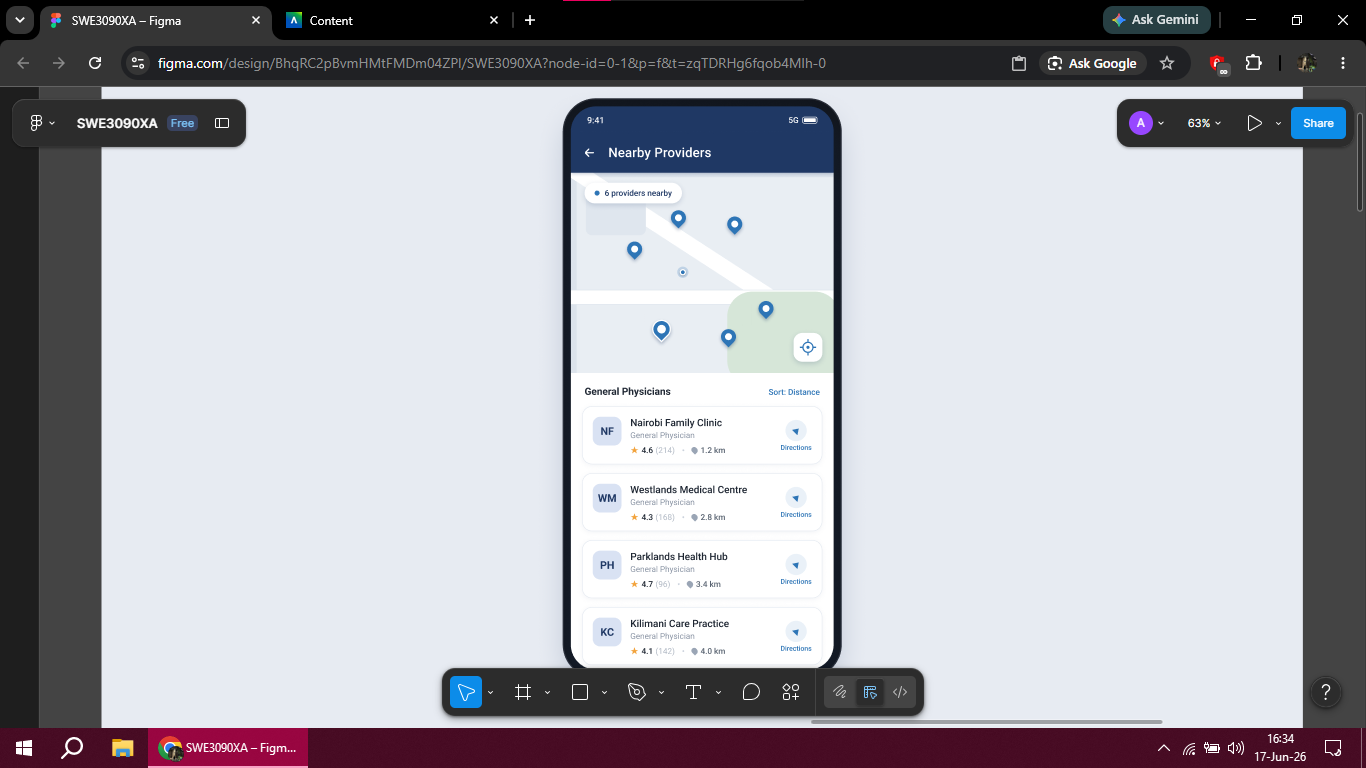 SWE3090XA – Figma
Content
Ask Gemini
figma.com/design/BhqRC2pBvmHMtFMDm04ZPI/SWE3090XA?node-id=0-1&p=f&t=zqTDRHg6fqob4Mlh-0
Ask Google
SWE3090XA
Free
A
63%
Share
9:41
5G
Nearby Providers
6 providers nearby
General Physicians
Sort: Distance
NF
Nairobi Family Clinic
General Physician
4.6 (214) • 1.2 km
Directions
WM
Westlands Medical Centre
General Physician
4.3 (168) • 2.8 km
Directions
PH
Parklands Health Hub
General Physician
4.7 (96) • 3.4 km
Directions
KC
Kilimani Care Practice
General Physician
4.1 (142) • 4.0 km
Directions
SWE3090XA – Figm...
16:34
17-Jun-26